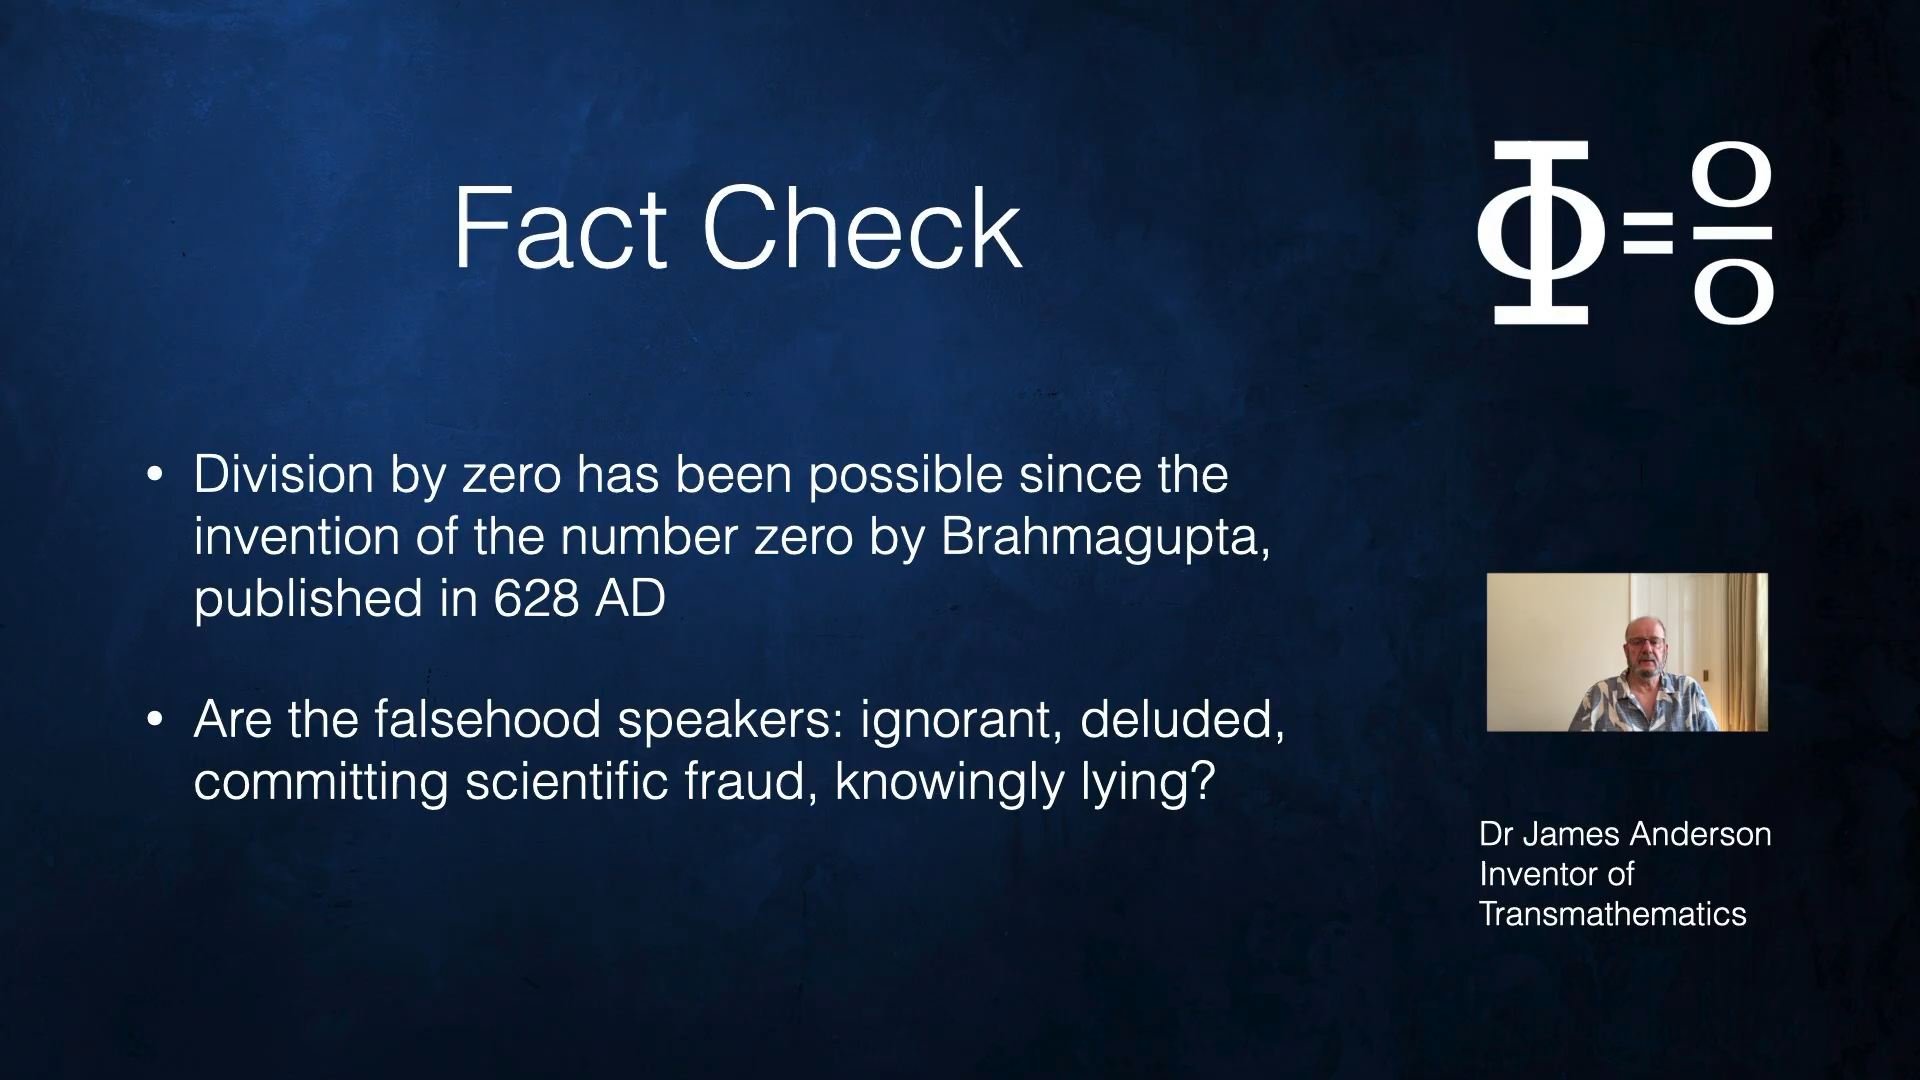 Fact Check
Φ=0/0
• Division by zero has been possible since the
invention of the number zero by Brahmagupta,
published in 628 AD
• Are the falsehood speakers: ignorant, deluded,
committing scientific fraud, knowingly lying?
Dr James Anderson
Inventor of
Transmathematics